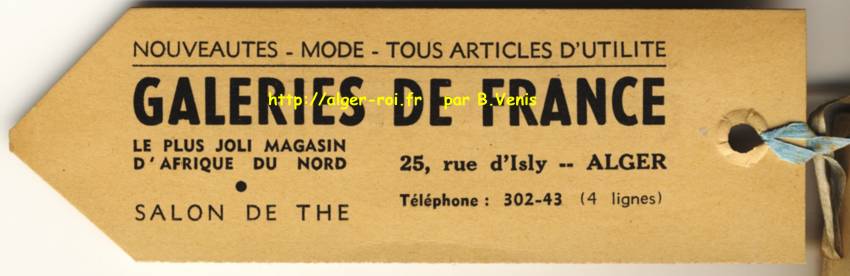 NOUVEAUTES - MODE - TOUS ARTICLES D'UTILITE
GALERIES DE FRANCE
http://alger-roi.fr par B.Venis
LE PLUS JOLI MAGASIN
D'AFRIQUE DU NORD
25, rue d'Isly -- ALGER
SALON DE THE
Téléphone : 302-43 (4 lignes)